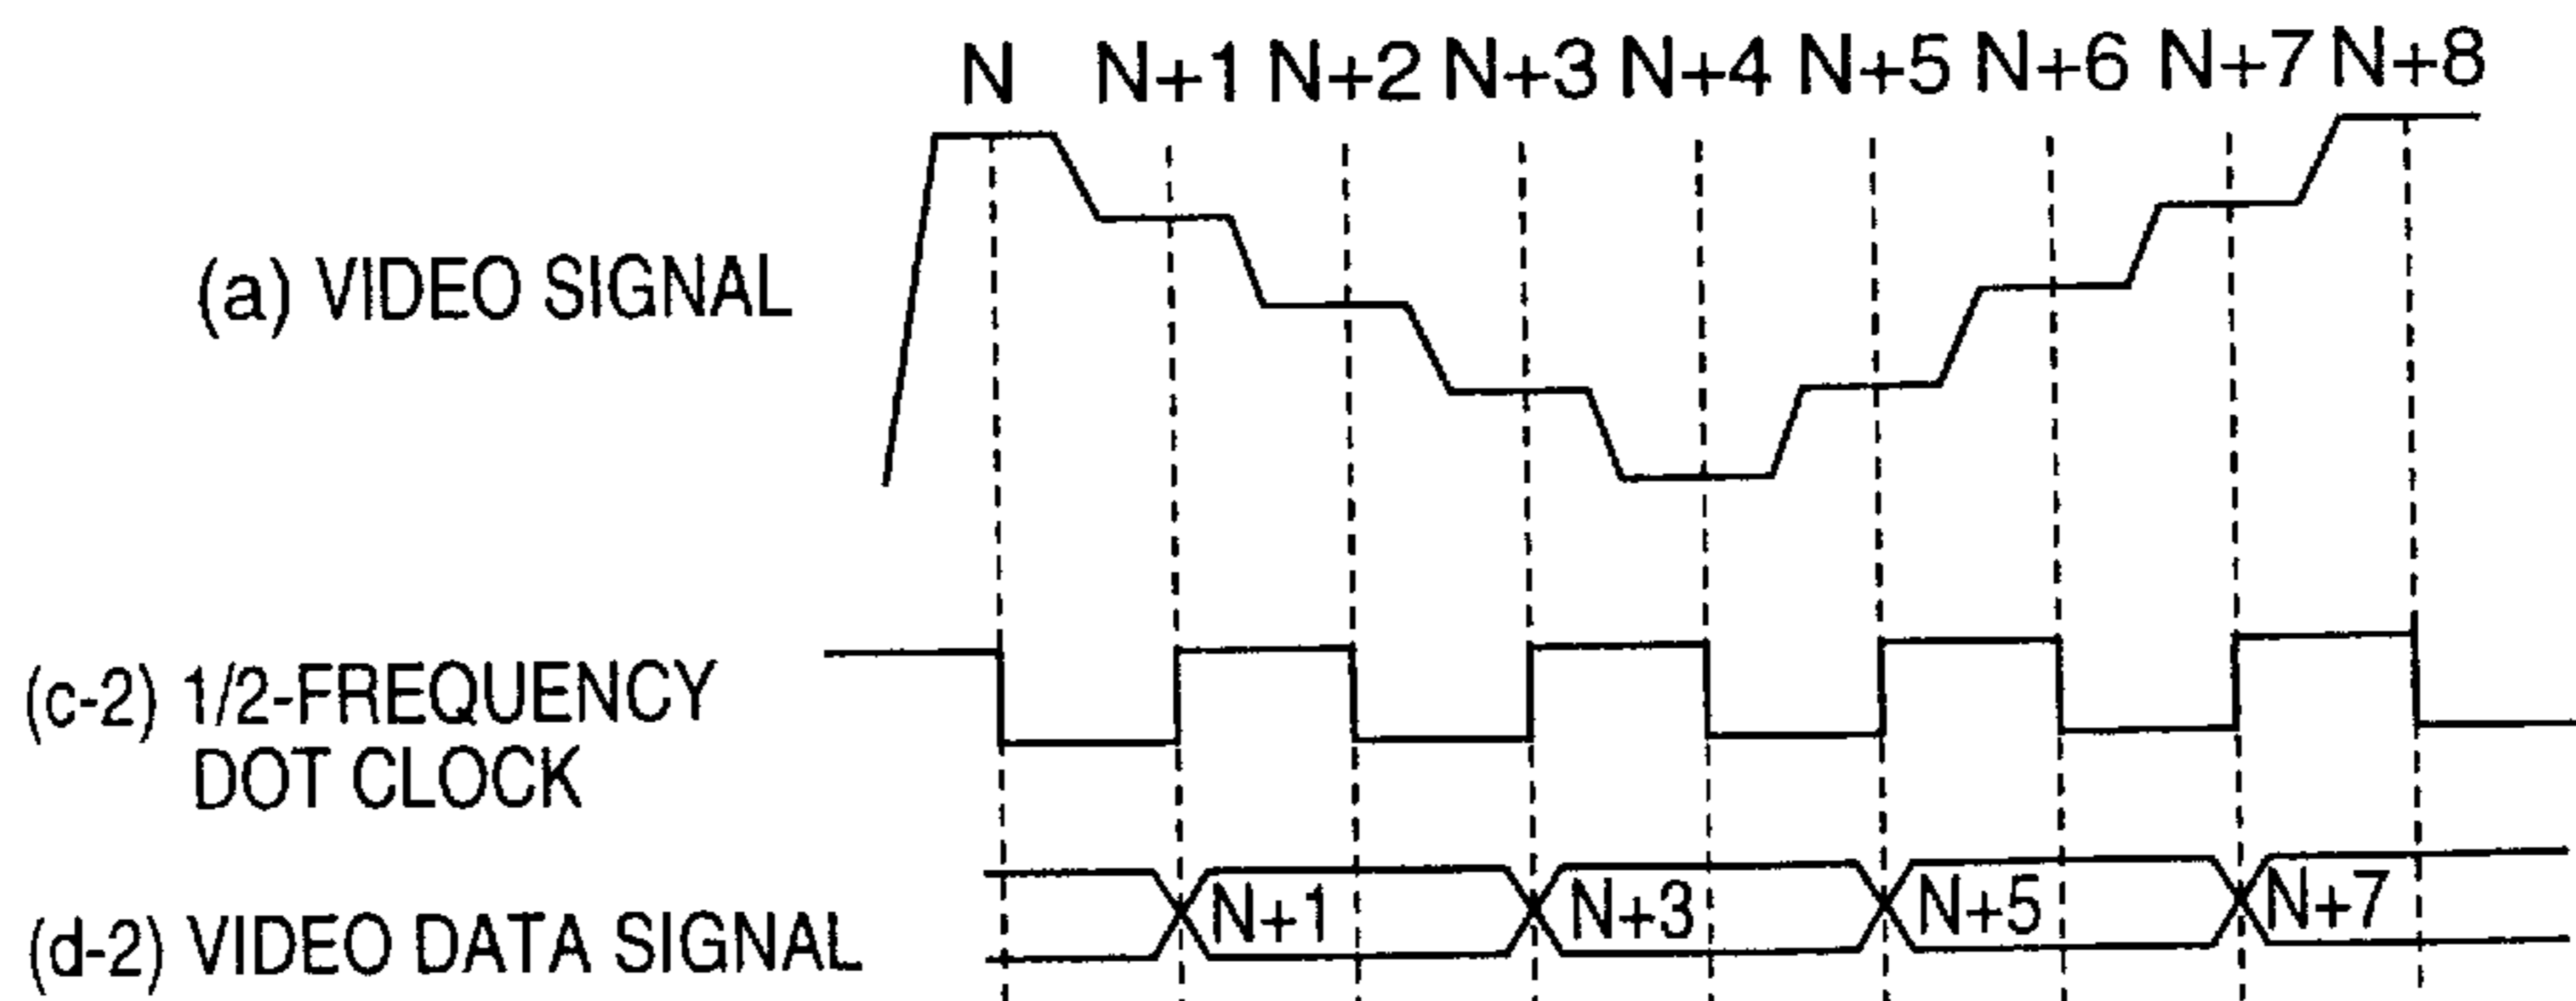 N N+1 N+2 N+3 N+4 N+5 N+6 N+7 N+8
(a) VIDEO SIGNAL
(c-2) 1/2-FREQUENCY
DOT CLOCK
(d-2) VIDEO DATA SIGNAL N+1 N+3 N+5 N+7